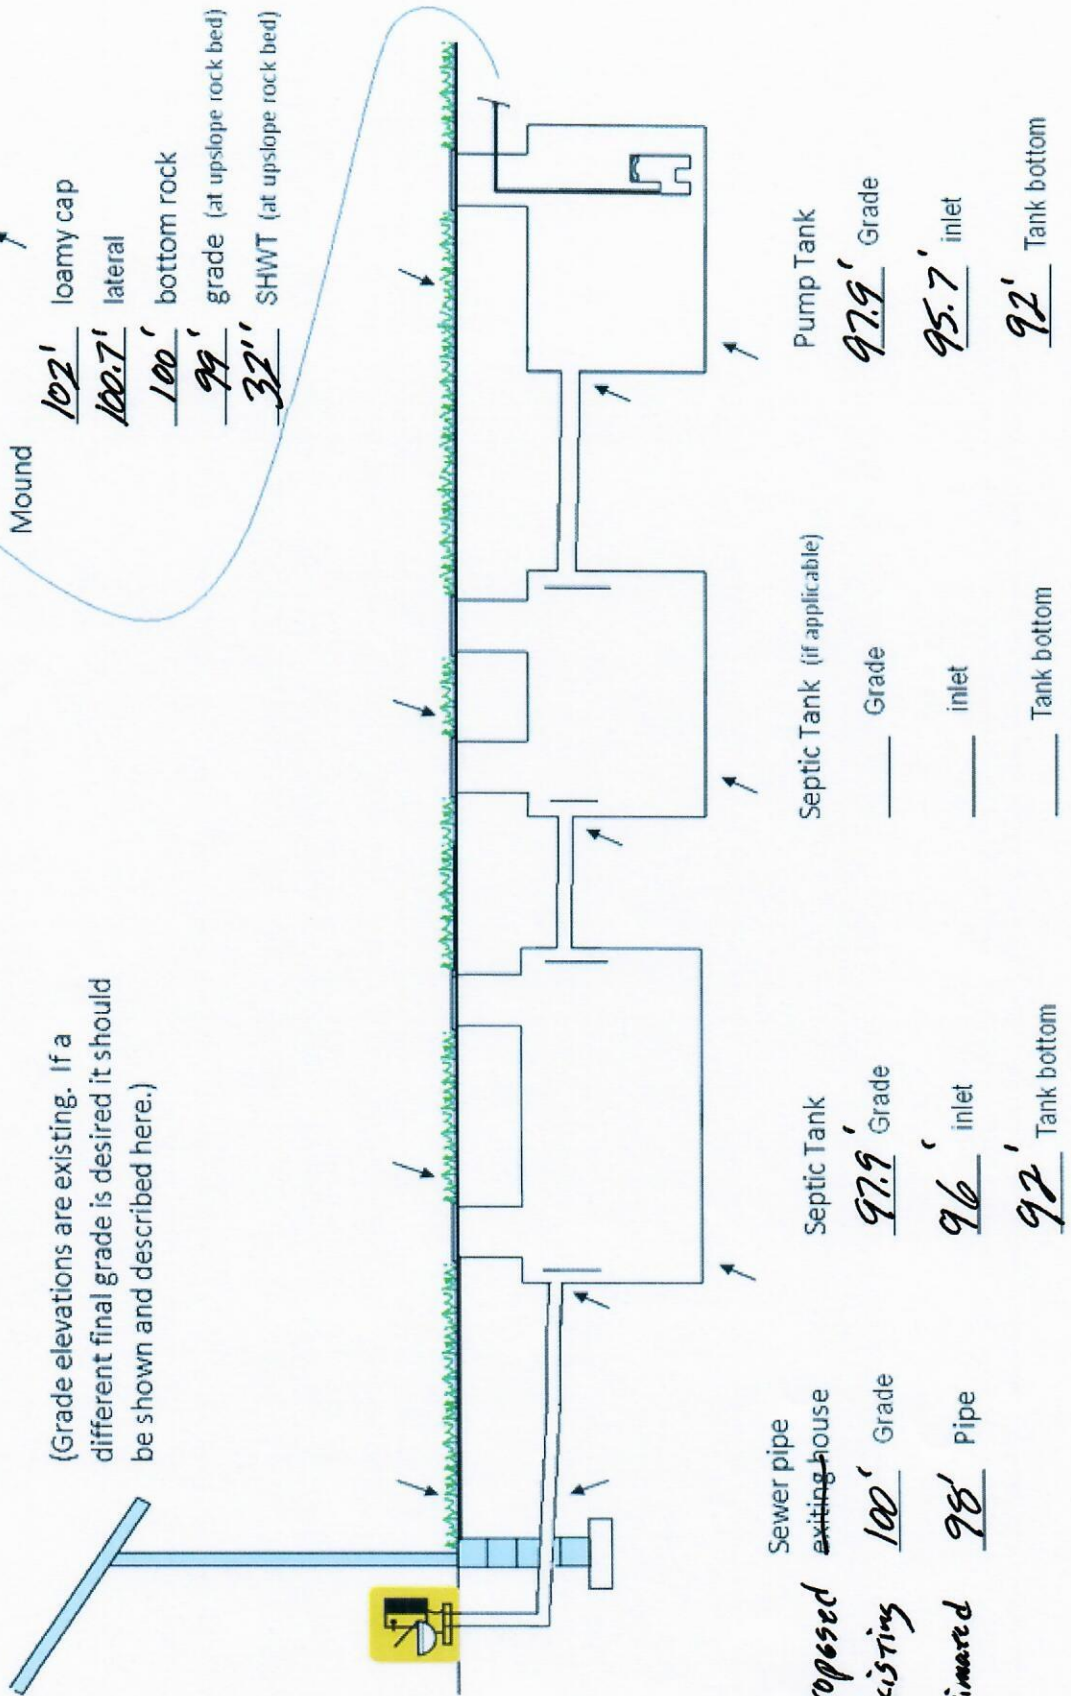 (Grade elevations are existing. If a
different final grade is desired it should
be shown and described here.)
Mound
102' loamy cap
100.7' lateral
100' bottom rock
99' grade (at upslope rock bed)
32" SHWT (at upslope rock bed)
Sewer pipe
exiting house
100' Grade
98' Pipe
Septic Tank
97.9' Grade
96' inlet
92' Tank bottom
Septic Tank (if applicable)
Grade
inlet
Tank bottom
Pump Tank
97.9' Grade
95.7' inlet
92' Tank bottom